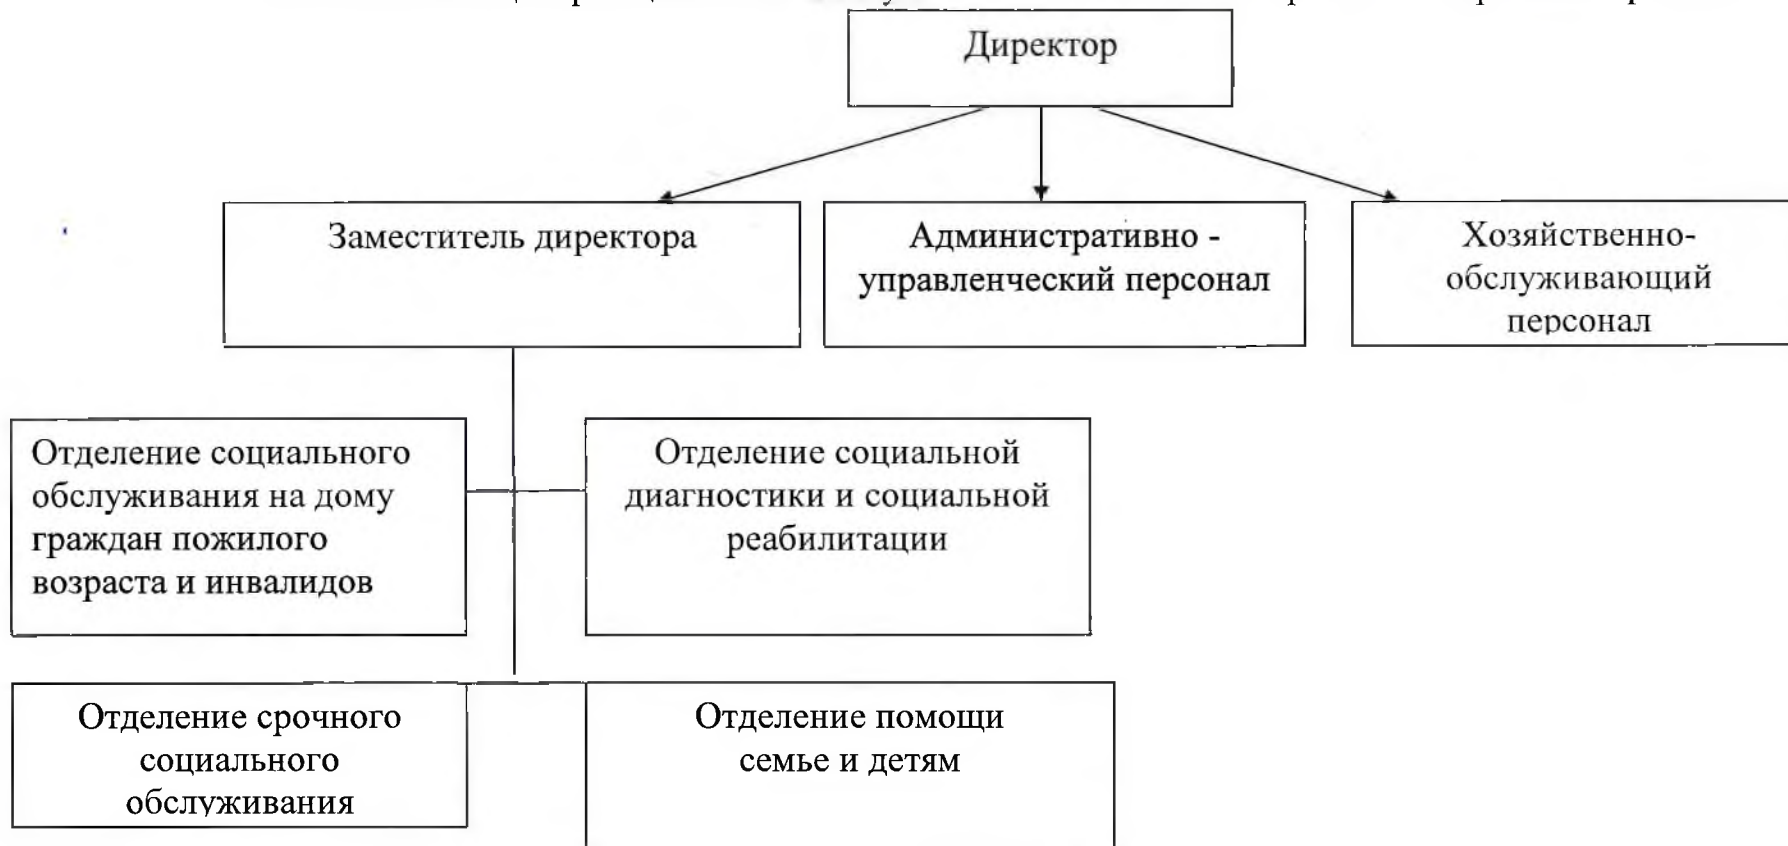 Директор
Заместитель директора
Административно -
управленческий персонал
Хозяйственно-
обслуживающий
персонал
Отделение социального
обслуживания на дому
граждан пожилого
возраста и инвалидов
Отделение социальной
диагностики и социальной
реабилитации
Отделение срочного
социального
обслуживания
Отделение помощи
семье и детям